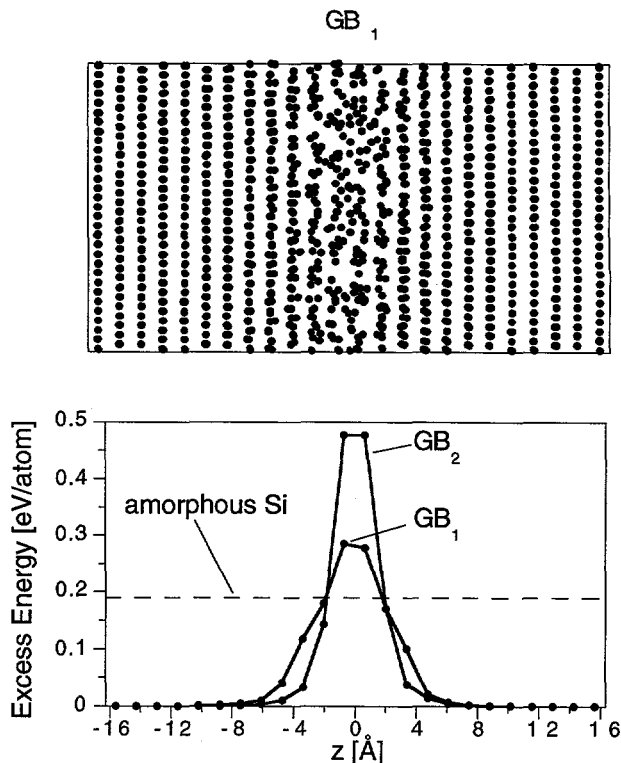 GB 1
Excess Energy [eV/atom]
0.5
0.4
0.3
0.2
0.1
0
amorphous Si
GB2
GB1
-16 -12 -8 -4 0 4 8 12 16
z [Å]